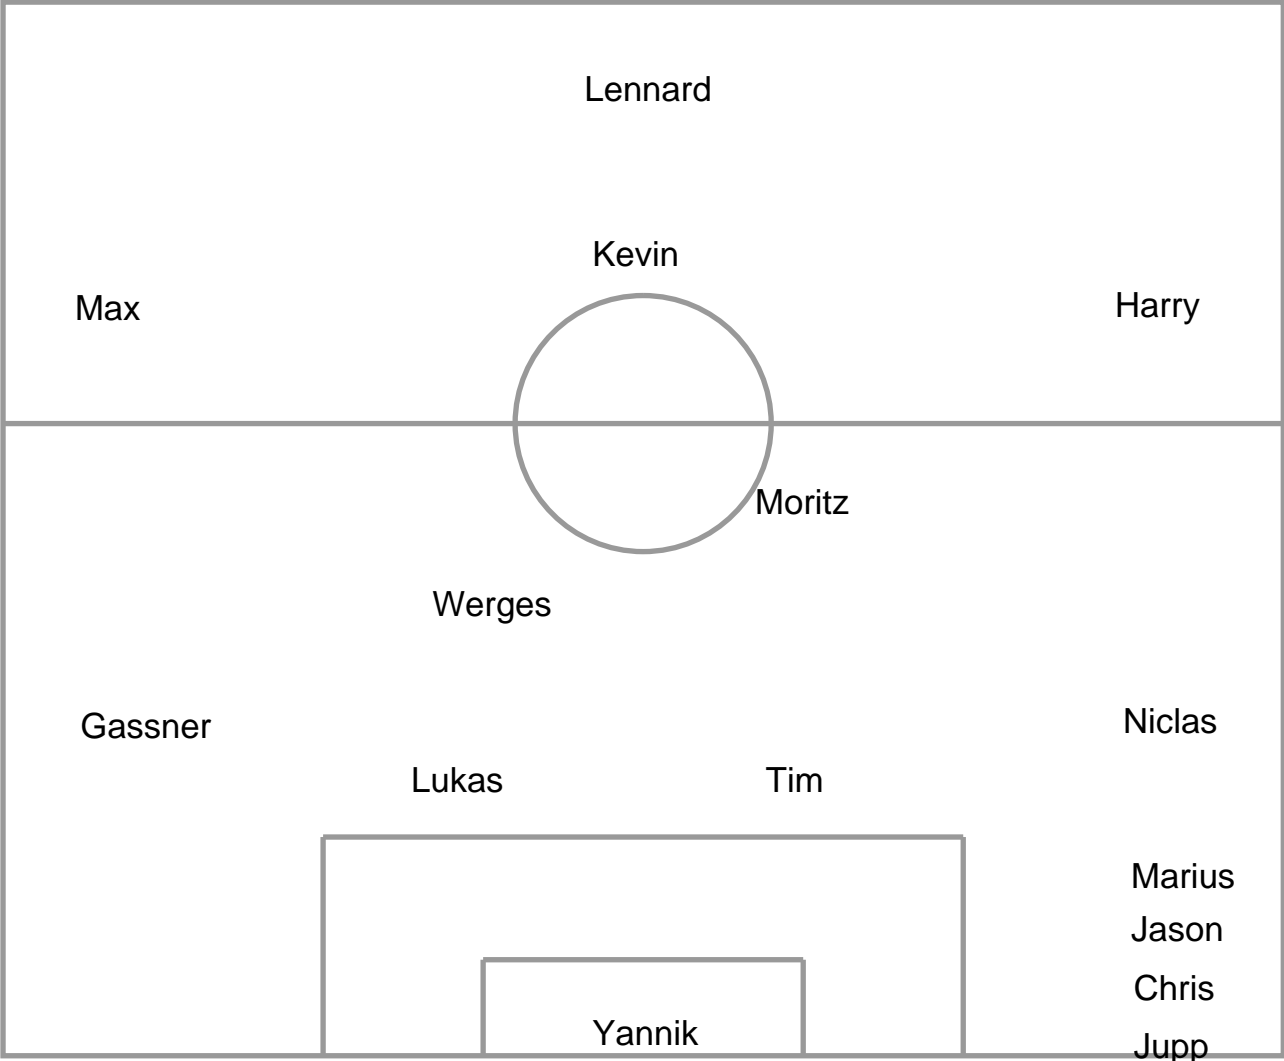 Lennard
Kevin
Max
Harry
Moritz
Werges
Gassner
Niclas
Lukas
Tim
Marius
Jason
Chris
Yannik
Jupp